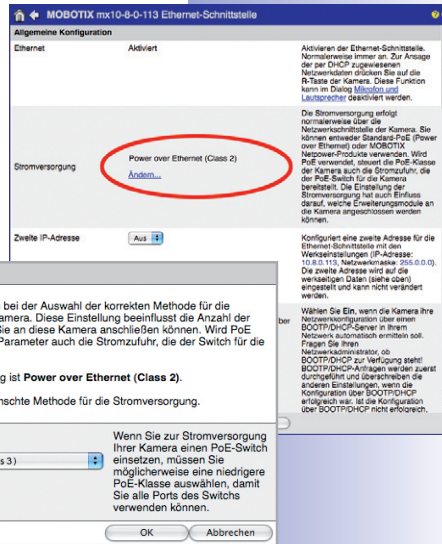 MOBOTIX mx10-8-0-113 Ethernet-Schnittstelle
Allgemeine Konfiguration
Ethernet
Aktiviert
Aktivieren der Ethernet-Schnittstelle.
Normalerweise immer an. Zur Ansage
der per DHCP zugewiesenen
Netzwerkdaten drücken Sie auf die
R-Taste der Kamera. Diese Funktion
kann im Dialog Mikrofon und
Lautsprecher deaktiviert werden.
Stromversorgung
Power over Ethernet (Class 2)
Ändern...
Die Stromversorgung erfolgt
normalerweise über die
Netzwerkschnittstelle der Kamera. Sie
können entweder Standard-PoE (Power
over Ethernet) oder MOBOTIX
Netpower-Produkte verwenden. Wird
PoE verwendet, steuert die PoE-Klasse
der Kamera auch die Stromzufuhr, die
der PoE-Switch für die Kamera
bereitstellt. Die Einstellung der
Stromversorgung hat auch Einfluss
darauf, welche Erweiterungsmodule an
die Kamera angeschlossen werden
können.
Zweite IP-Adresse
Aus
Konfiguriert eine zweite Adresse für die
Ethernet-Schnittstelle mit den
Werkseinstellungen (IP-Adresse:
10.8.0.113, Netzwerkmaske: 255.0.0.0).
Die zweite Adresse wird auf die
werkseitigen Daten (siehe oben)
eingestellt und kann nicht verändert
werden.
ber
Wählen Sie Ein, wenn die Kamera ihre
Netzwerkkonfiguration über einen
BOOTP/DHCP-Server in Ihrem
Netzwerk automatisch ermitteln soll.
Fragen Sie Ihren
Netzwerkadministrator, ob
BOOTP/DHCP zur Verfügung steht!
BOOTP/DHCP-Anfragen werden zuerst
durchgeführt und überschreiben die
anderen Einstellungen, wenn die
Konfiguration über BOOTP/DHCP
erfolgreich war. Ist die Konfiguration
über BOOTP/DHCP nicht erfolgreich,
bei der Auswahl der korrekten Methode für die
amera. Diese Einstellung beeinflusst die Anzahl der
ie an diese Kamera anschließen können. Wird PoE
Parameter auch die Stromzufuhr, die der Switch für die
g ist Power over Ethernet (Class 2).
nschte Methode für die Stromversorgung.
s 3)
Wenn Sie zur Stromversorgung
Ihrer Kamera einen PoE-Switch
einsetzen, müssen Sie
möglicherweise eine niedrigere
PoE-Klasse auswählen, damit
Sie alle Ports des Switchs
verwenden können.
OK
Abbrechen